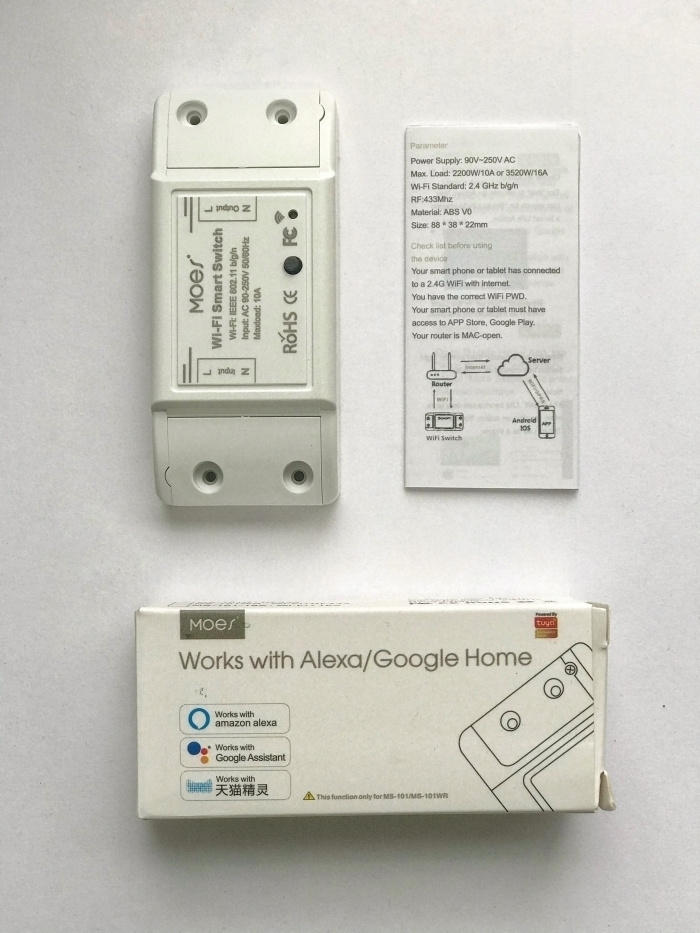 L Output N
MOES
Wi-Fi Smart Switch
Wi-Fi: IEEE 802.11 b/g/n
Input: AC 90-250V 50/60Hz
Maxload: 10A
RoHS CE FC
L Input N
Parameter
Power Supply: 90V~250V AC
Max. Load: 2200W/10A or 3520W/16A
Wi-Fi Standard: 2.4 GHz b/g/n
RF:433Mhz
Material: ABS V0
Size: 88 * 38 * 22mm
Check list before using
the device
Your smart phone or tablet has connected
to a 2.4G WiFi with internet.
You have the correct WiFi PWD.
Your smart phone or tablet must have
access to APP Store, Google Play.
Your router is MAC-open.
Server
Internet
Router
WiFi
Android
IOS
APP
WiFi Switch
MOES
Powered By
tuya
Works with Alexa/Google Home
Works with
amazon alexa
Works with
Google Assistant
Works with
天猫精灵
This function only for MS-101/MS-101WR